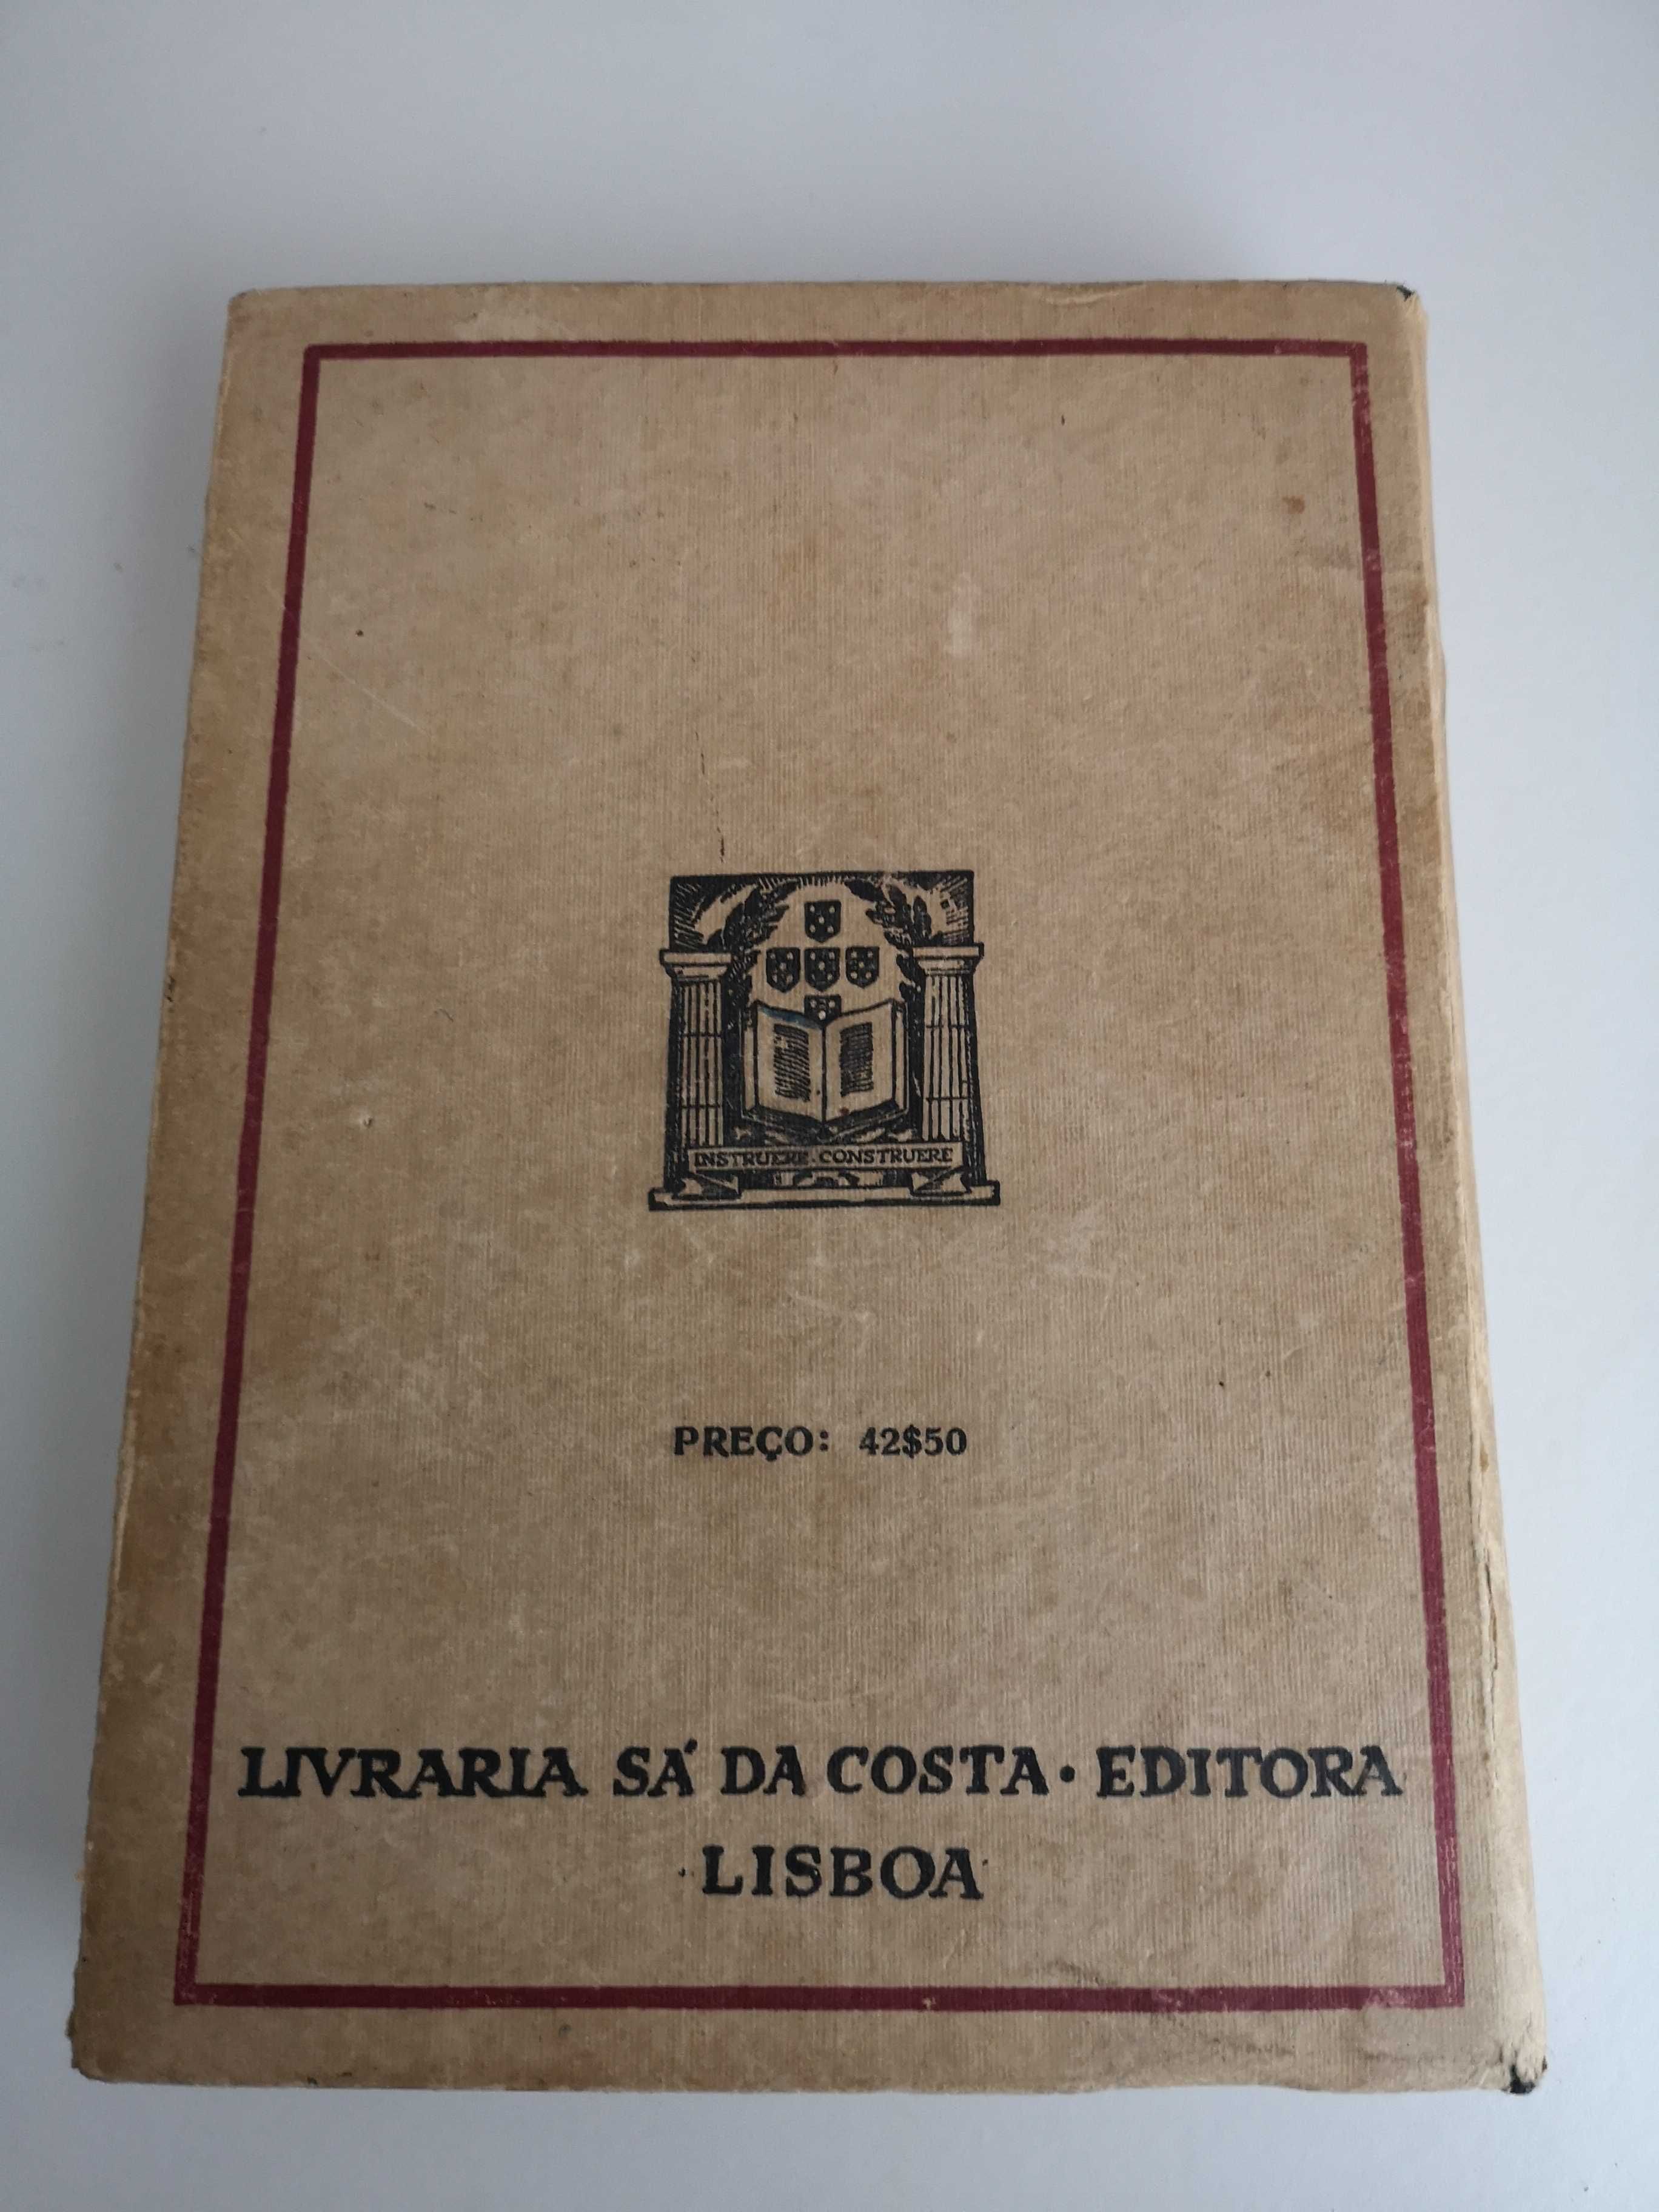 INSTRUERE · CONSTRUERE
PREÇO: 42$50
LIVRARIA SÁ DA COSTA · EDITORA
LISBOA